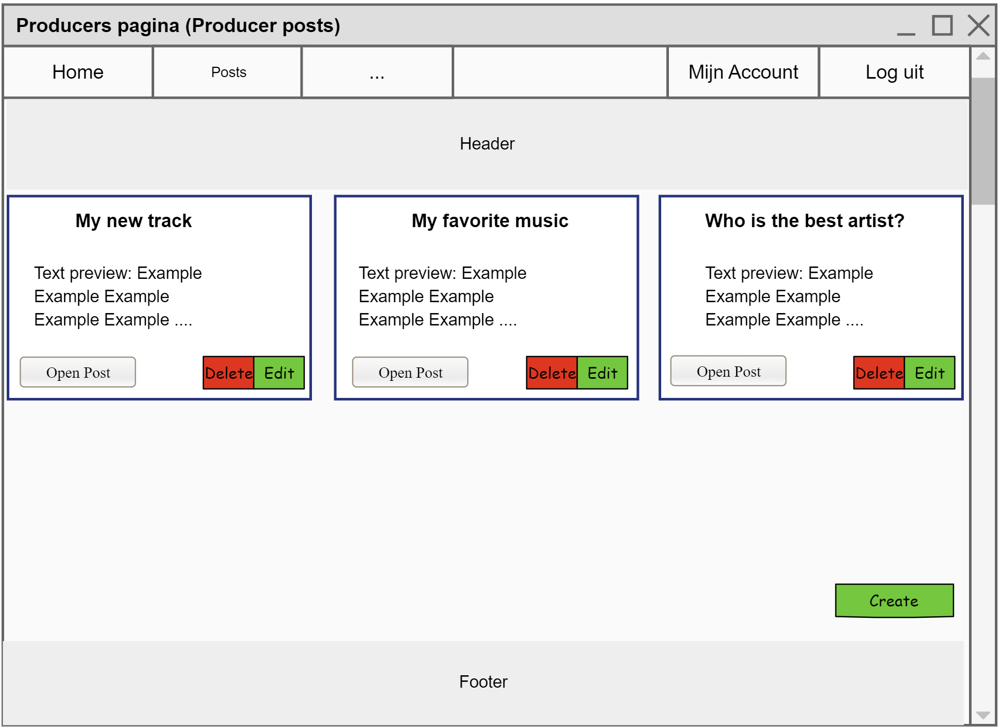 Producers pagina (Producer posts)
Home
Posts
...
Mijn Account
Log uit
Header
My new track
Text preview: Example
Example Example
Example Example ....
Open Post
Delete
Edit
My favorite music
Text preview: Example
Example Example
Example Example ....
Open Post
Delete
Edit
Who is the best artist?
Text preview: Example
Example Example
Example Example ....
Open Post
Delete
Edit
Create
Footer